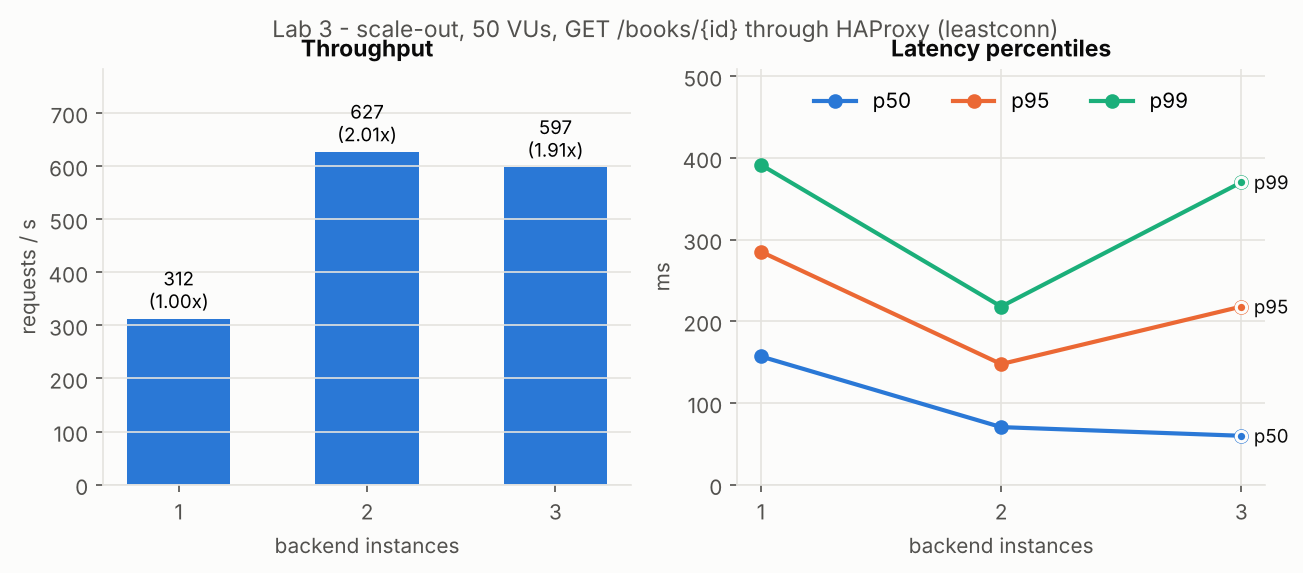 Lab 3 - scale-out, 50 VUs, GET /books/{id} through HAProxy (leastconn)
Throughput
requests / s
700
600
500
400
300
200
100
0
312
(1.00x)
627
(2.01x)
597
(1.91x)
1
2
3
backend instances
Latency percentiles
ms
500
400
300
200
100
0
p50
p95
p99
p99
p95
p50
1
2
3
backend instances